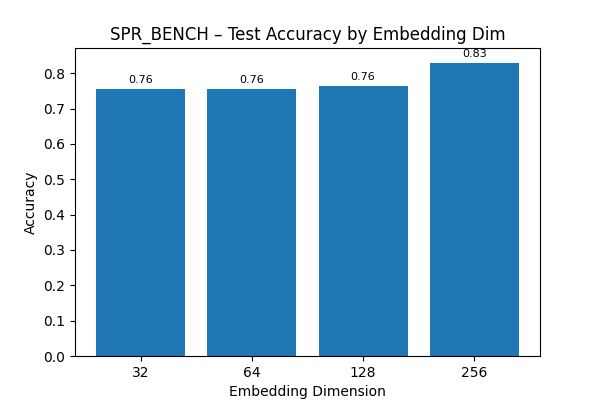 SPR_BENCH – Test Accuracy by Embedding Dim
0.76 0.76 0.76 0.83
Accuracy
0.8
0.7
0.6
0.5
0.4
0.3
0.2
0.1
0.0
32 64 128 256
Embedding Dimension